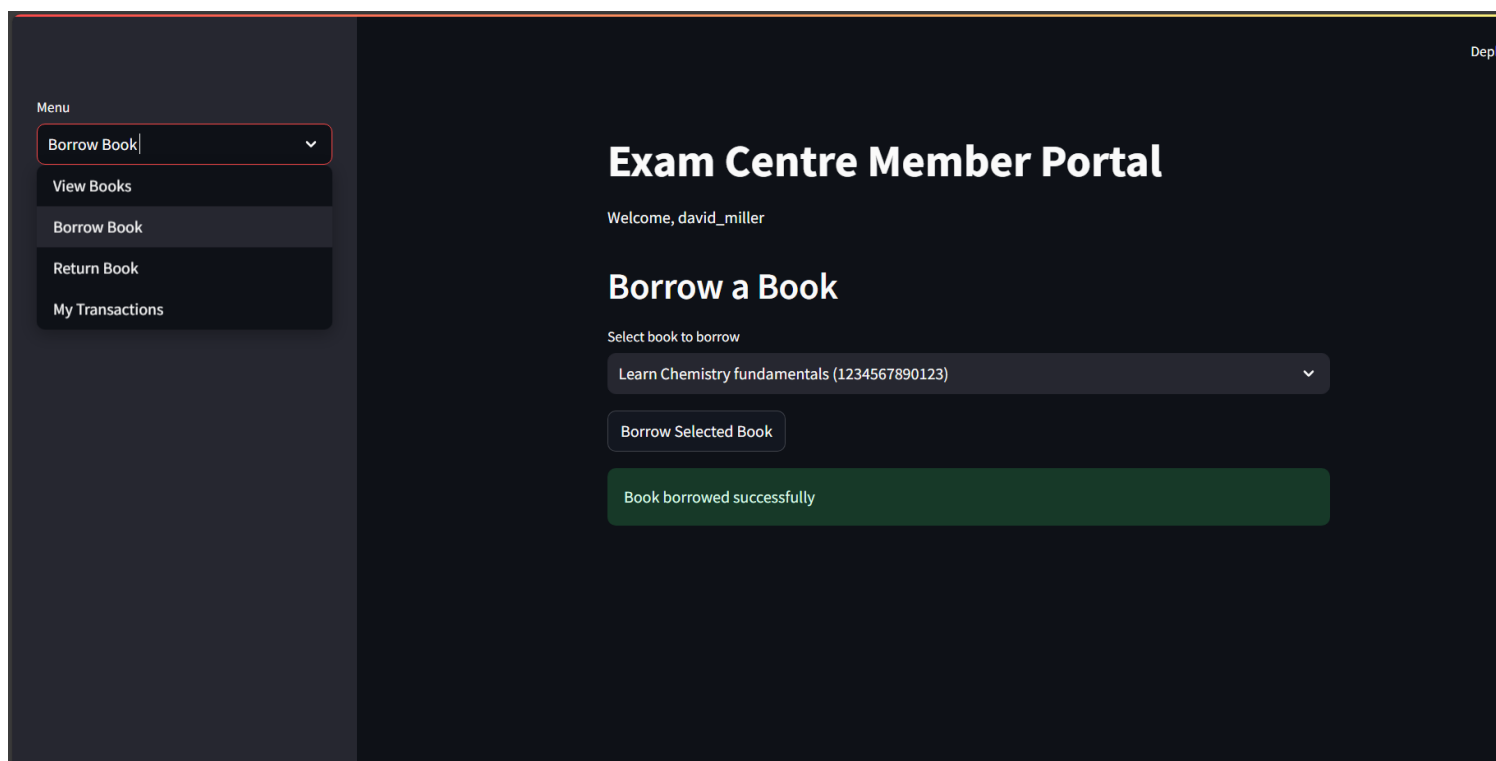 Menu
Borrow Book
View Books
Borrow Book
Return Book
My Transactions
Dep
Exam Centre Member Portal
Welcome, david_miller
Borrow a Book
Select book to borrow
Learn Chemistry fundamentals (1234567890123)
Borrow Selected Book
Book borrowed successfully